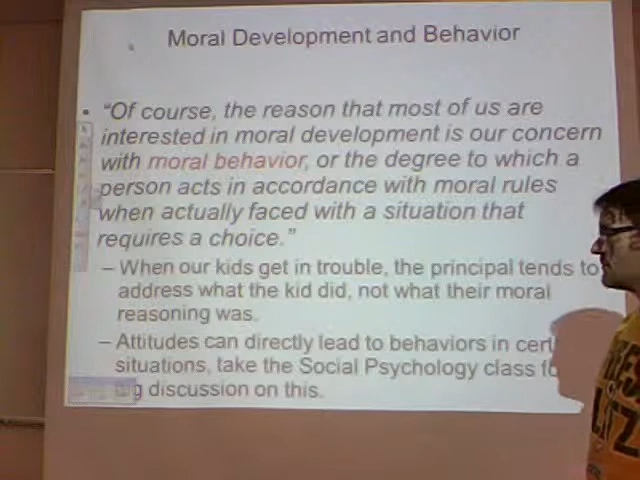 Moral Development and Behavior
• "Of course, the reason that most of us are
interested in moral development is our concern
with moral behavior, or the degree to which a
person acts in accordance with moral rules
when actually faced with a situation that
requires a choice."
– When our kids get in trouble, the principal tends to
address what the kid did, not what their moral
reasoning was.
– Attitudes can directly lead to behaviors in cert
situations, take the Social Psychology class fo
discussion on this.